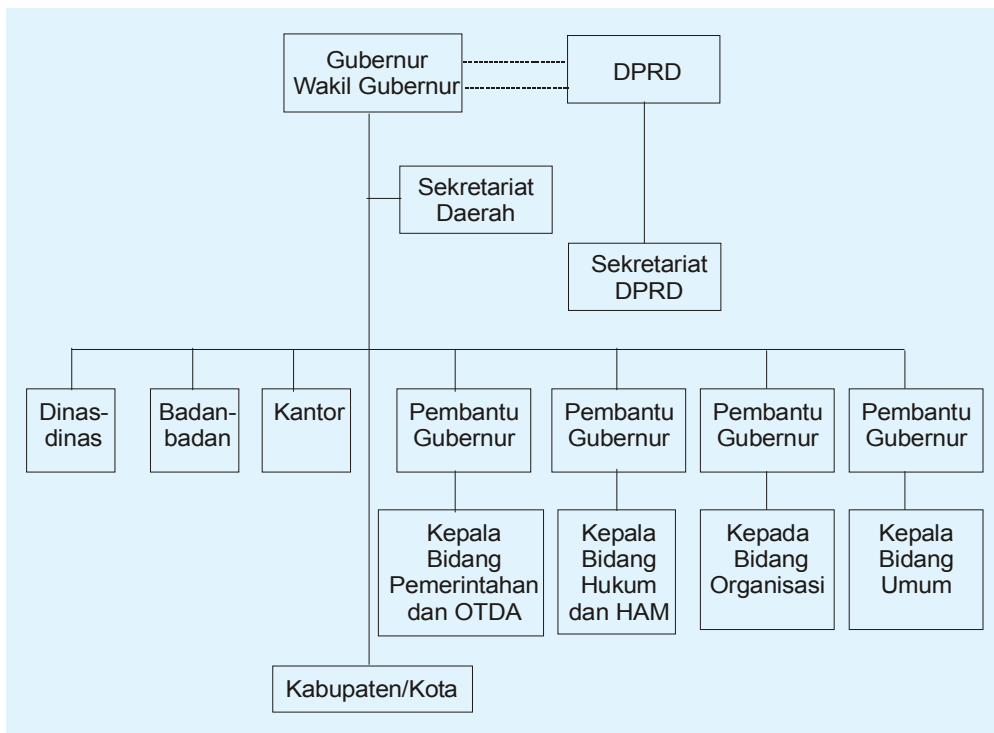 Gubernur
Wakil Gubernur
DPRD
Sekretariat
Daerah
Sekretariat
DPRD
Dinas-
dinas
Badan-
badan
Kantor
Pembantu
Gubernur
Pembantu
Gubernur
Pembantu
Gubernur
Pembantu
Gubernur
Kepala
Bidang
Pemerintahan
dan OTDA
Kepala
Bidang
Hukum
dan HAM
Kepada
Bidang
Organisasi
Kepala
Bidang
Umum
Kabupaten/Kota